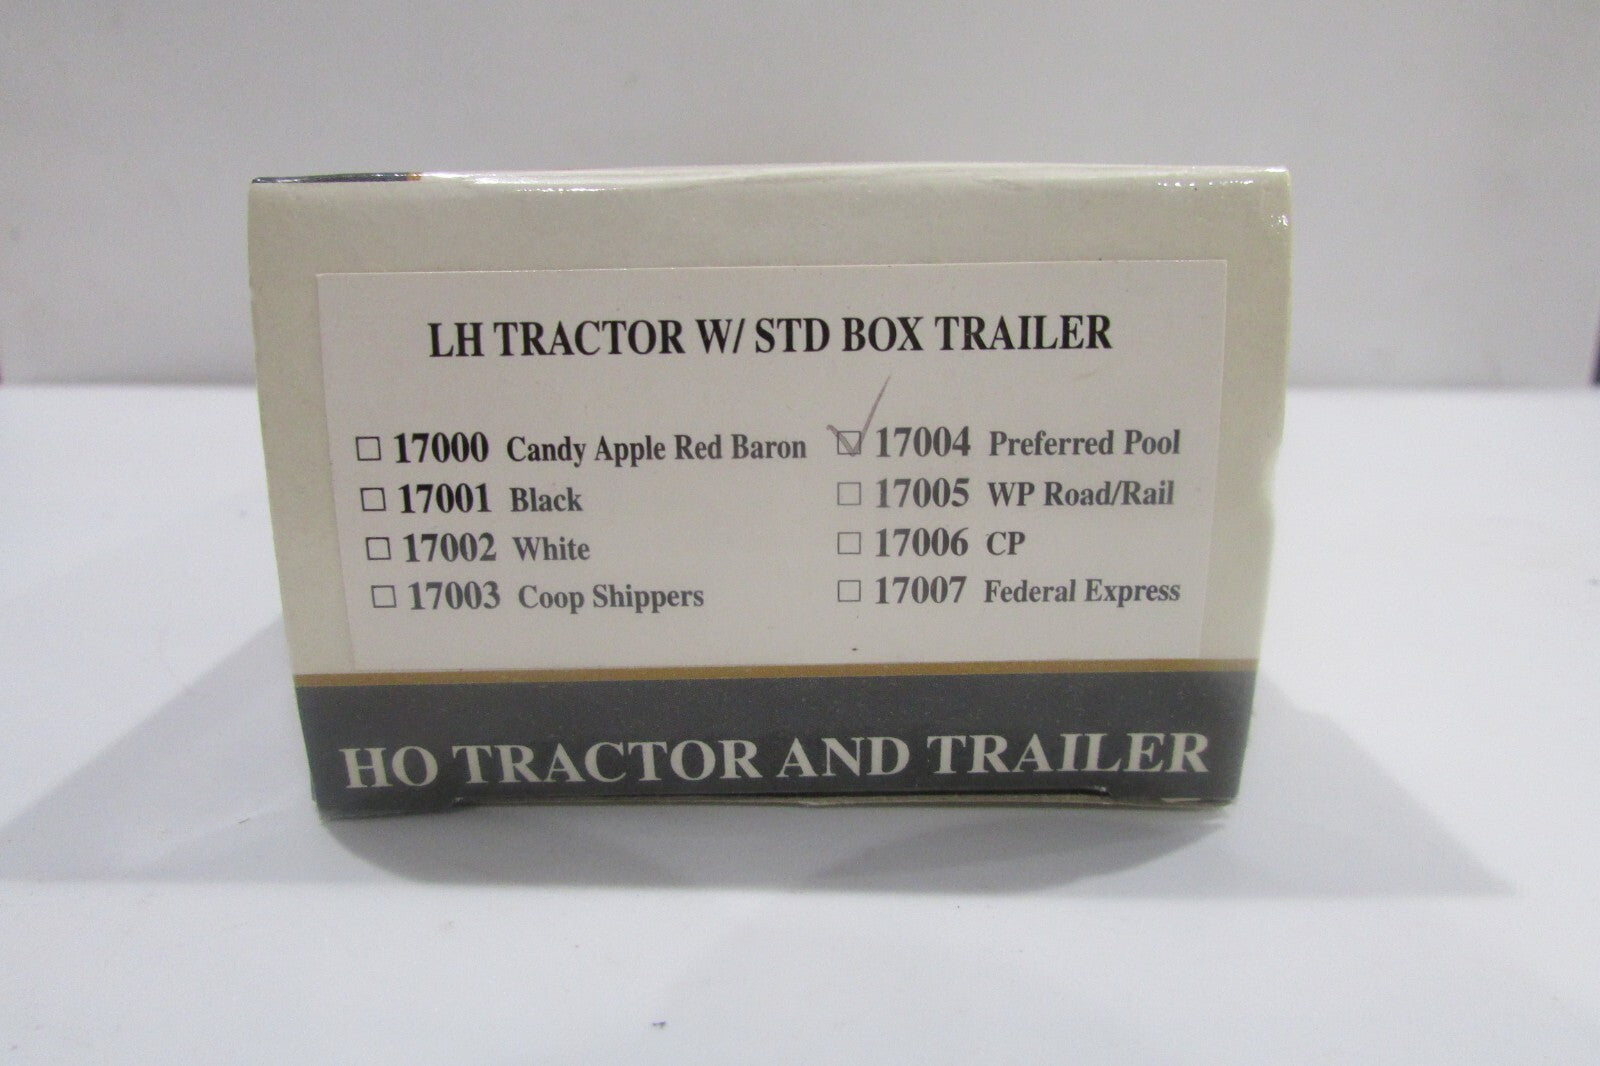 LH TRACTOR W/ STD BOX TRAILER
17000 Candy Apple Red Baron
17001 Black
17002 White
17003 Coop Shippers
17004 Preferred Pool
17005 WP Road/Rail
17006 CP
17007 Federal Express
HO TRACTOR AND TRAILER